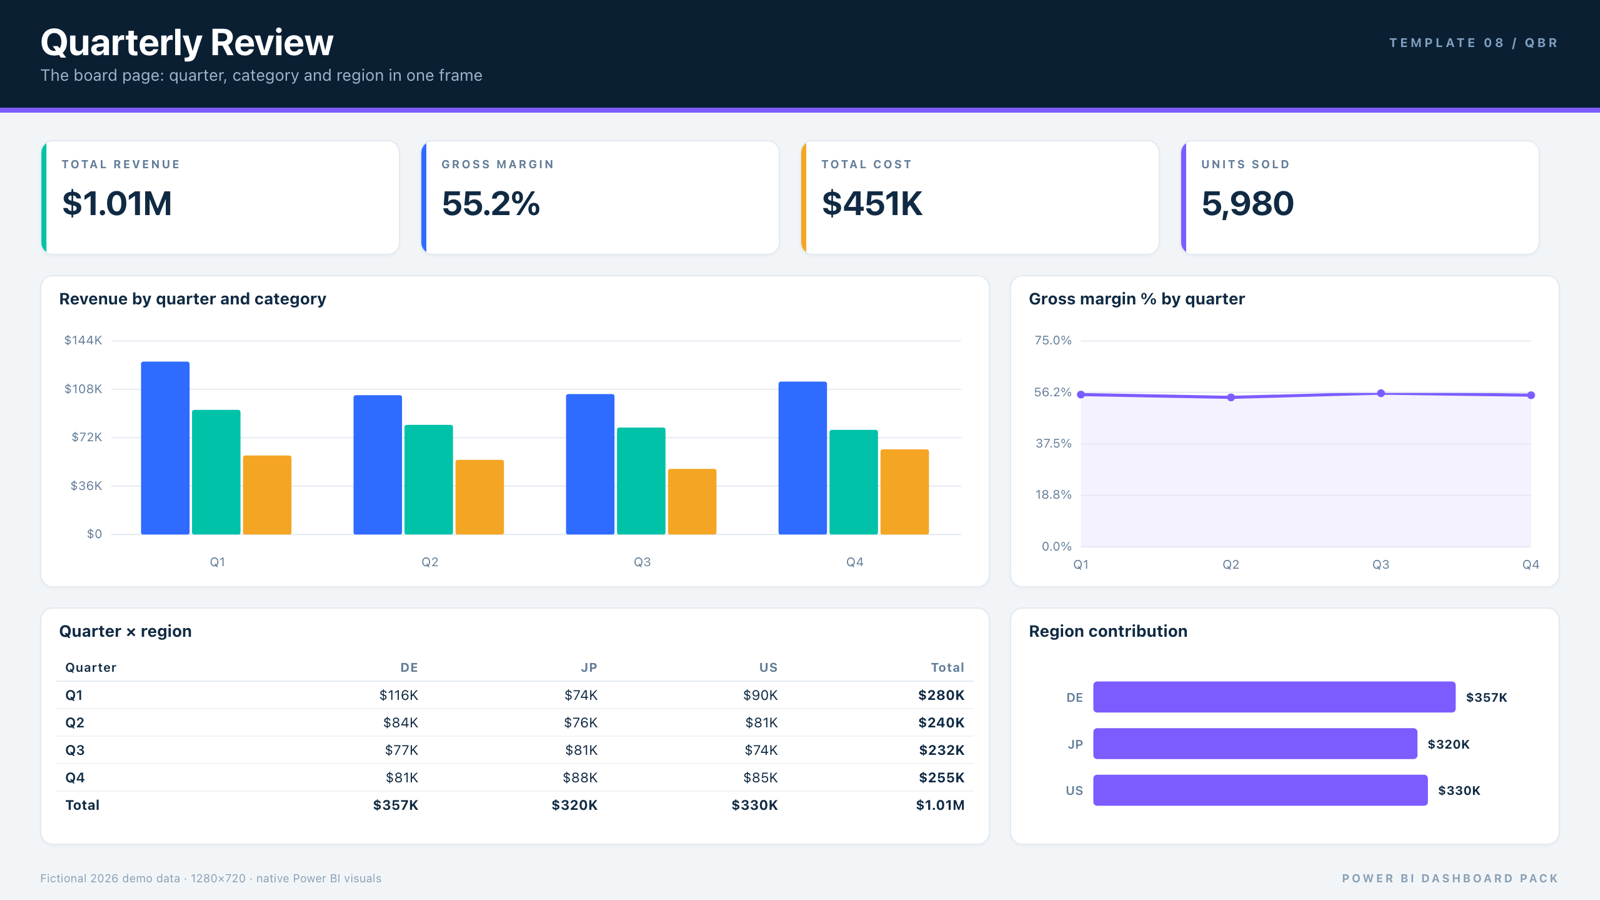 Quarterly Review
The board page: quarter, category and region in one frame
TEMPLATE 08 / QBR
TOTAL REVENUE
$1.01M
GROSS MARGIN
55.2%
TOTAL COST
$451K
UNITS SOLD
5,980
Revenue by quarter and category
$144K
$108K
$72K
$36K
$0
Q1 Q2 Q3 Q4
Gross margin % by quarter
75.0%
56.2%
37.5%
18.8%
0.0%
Q1 Q2 Q3 Q4
Quarter × region
Quarter DE JP US Total
Q1 $116K $74K $90K $280K
Q2 $84K $76K $81K $240K
Q3 $77K $81K $74K $232K
Q4 $81K $88K $85K $255K
Total $357K $320K $330K $1.01M
Region contribution
DE $357K
JP $320K
US $330K
Fictional 2026 demo data · 1280×720 · native Power BI visuals
POWER BI DASHBOARD PACK